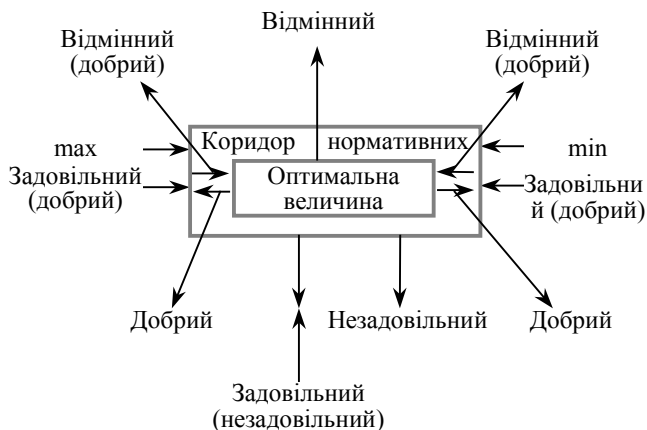 Відмінний
Відмінний
(добрий)
Відмінний
(добрий)
Коридор нормативних
max
Задовільний
(добрий)
Оптимальна
величина
min
Задовільни
й (добрий)
Добрий
Незадовільний
Добрий
Задовільний
(незадовільний)